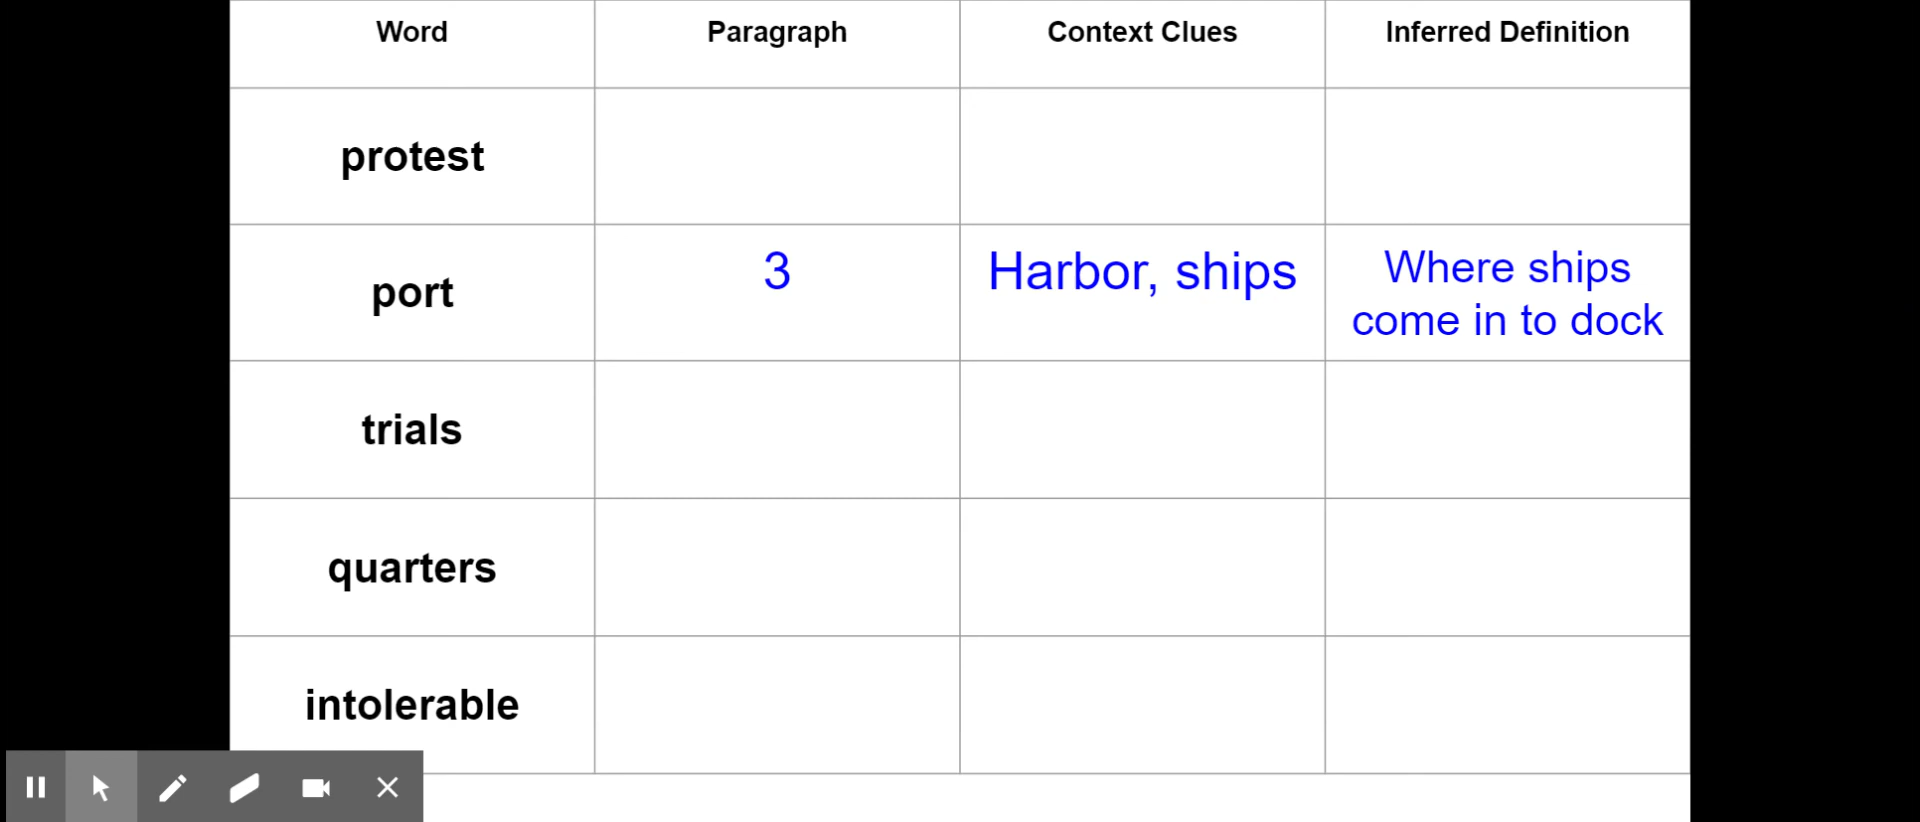 Word Paragraph Context Clues Inferred Definition
protest
port 3 Harbor, ships Where ships
come in to dock
trials
quarters
intolerable